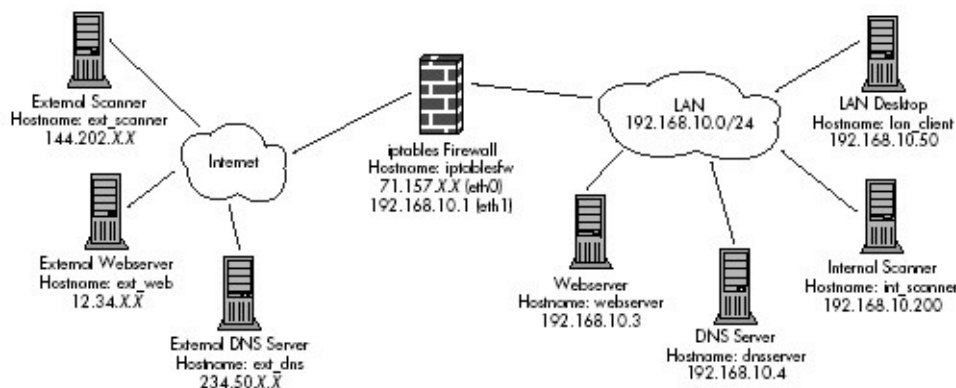 External Scanner
Hostname: ext_scanner
144.202.X.X
Internet
External Webserver
Hostname: ext_web
12.34.X.X
External DNS Server
Hostname: ext_dns
234.50.X.X
iptables Firewall
Hostname: iptablesfw
71.157.X.X (eth0)
192.168.10.1 (eth1)
LAN
192.168.10.0/24
LAN Desktop
Hostname: lan_client
192.168.10.50
Webserver
Hostname: webserver
192.168.10.3
DNS Server
Hostname: dnsserver
192.168.10.4
Internal Scanner
Hostname: int_scanner
192.168.10.200